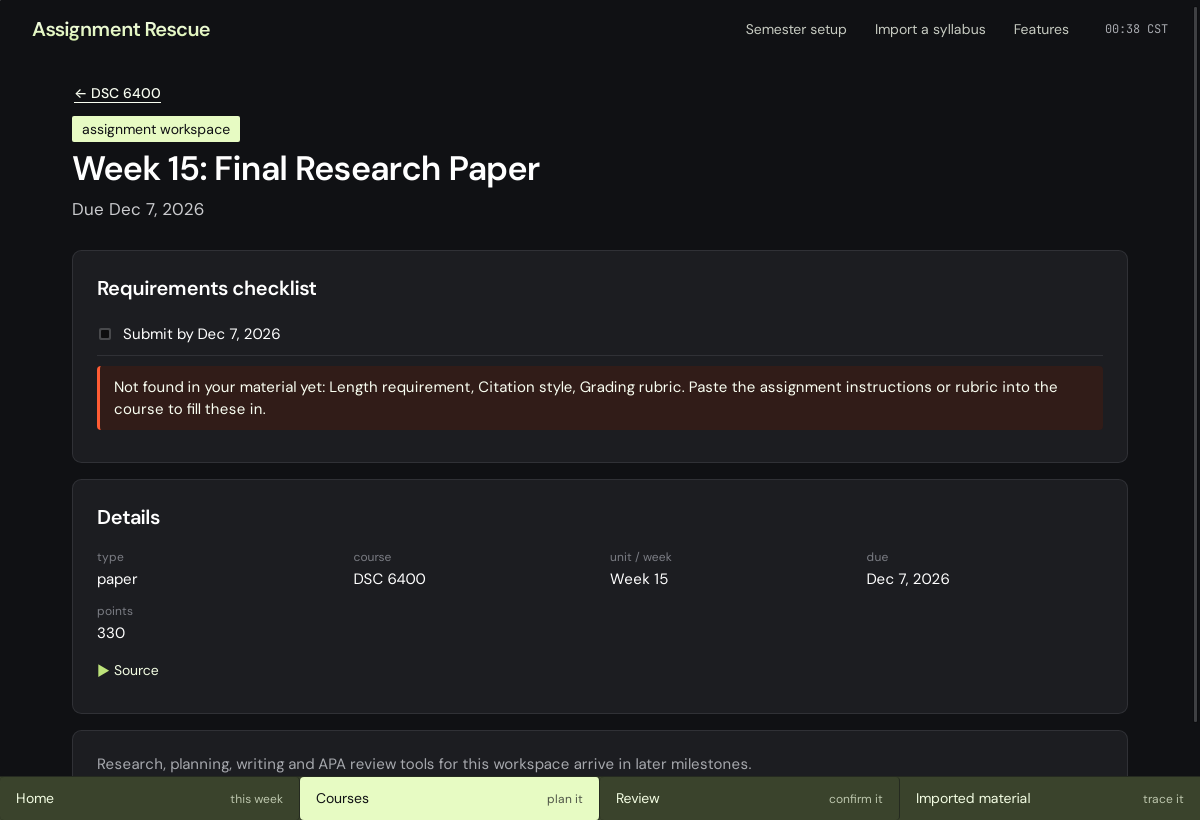 Assignment Rescue
Semester setup
Import a syllabus
Features
00:38 CST
← DSC 6400
assignment workspace
Week 15: Final Research Paper
Due Dec 7, 2026
Requirements checklist
Submit by Dec 7, 2026
Not found in your material yet: Length requirement, Citation style, Grading rubric. Paste the assignment instructions or rubric into the
course to fill these in.
Details
type
paper
course
DSC 6400
unit / week
Week 15
due
Dec 7, 2026
points
330
▶ Source
Research, planning, writing and APA review tools for this workspace arrive in later milestones.
Home
this week
Courses
plan it
Review
confirm it
Imported material
trace it